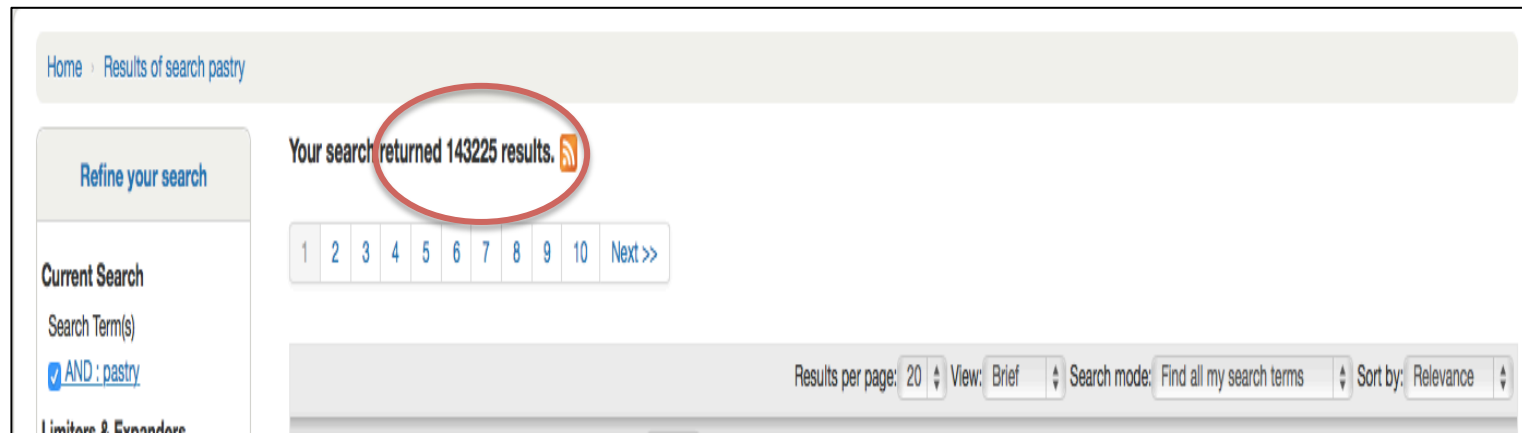 Home › Results of search pastry
Refine your search
Your search returned 143225 results.
1 2 3 4 5 6 7 8 9 10 Next >>
Current Search
Search Term(s)
AND : pastry
Results per page: 20 View: Brief Search mode: Find all my search terms Sort by: Relevance
Limiters & Expanders